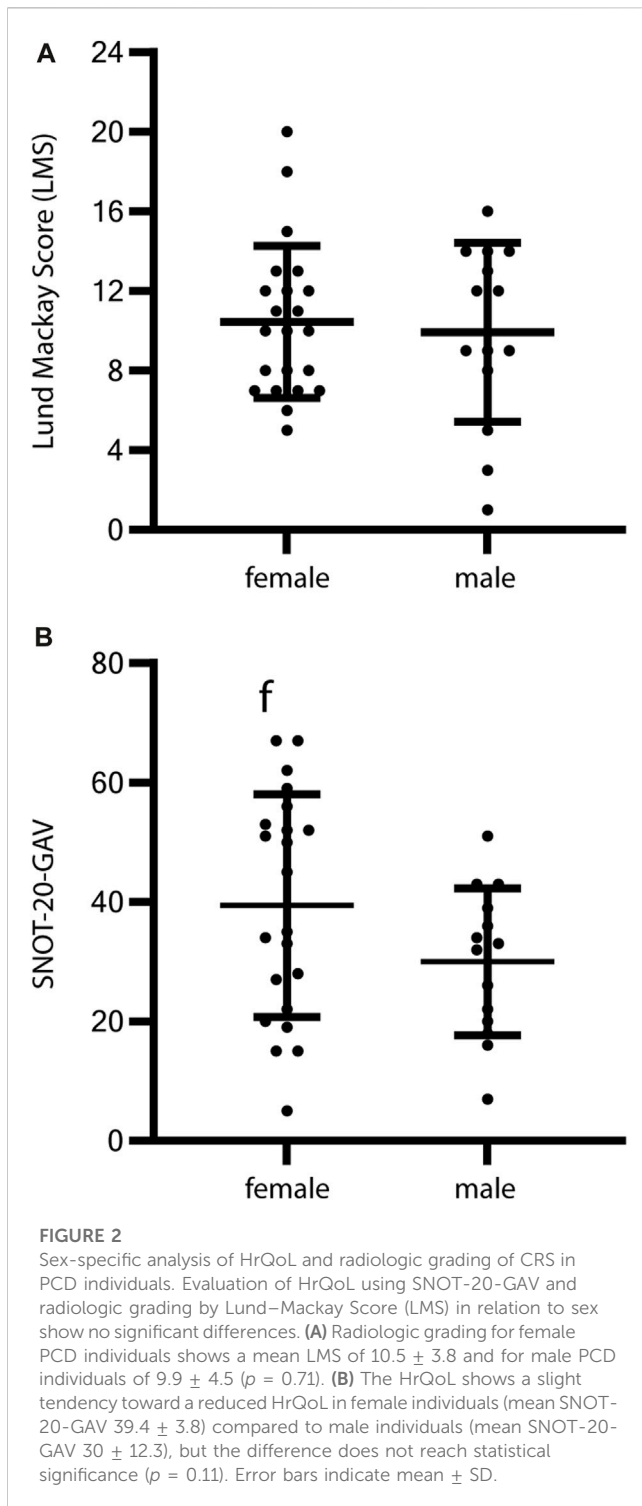 A
24
20
16
12
8
4
0
Lund Mackay Score (LMS)
female
male
B
80
60
40
20
0
SNOT-20-GAV
f
female
male
FIGURE 2
Sex-specific analysis of HrQoL and radiologic grading of CRS in
PCD individuals. Evaluation of HrQoL using SNOT-20-GAV and
radiologic grading by Lund–Mackay Score (LMS) in relation to sex
show no significant differences. (A) Radiologic grading for female
PCD individuals shows a mean LMS of 10.5 ± 3.8 and for male PCD
individuals of 9.9 ± 4.5 (p = 0.71). (B) The HrQoL shows a slight
tendency toward a reduced HrQoL in female individuals (mean SNOT-
20-GAV 39.4 ± 3.8) compared to male individuals (mean SNOT-20-
GAV 30 ± 12.3), but the difference does not reach statistical
significance (p = 0.11). Error bars indicate mean ± SD.